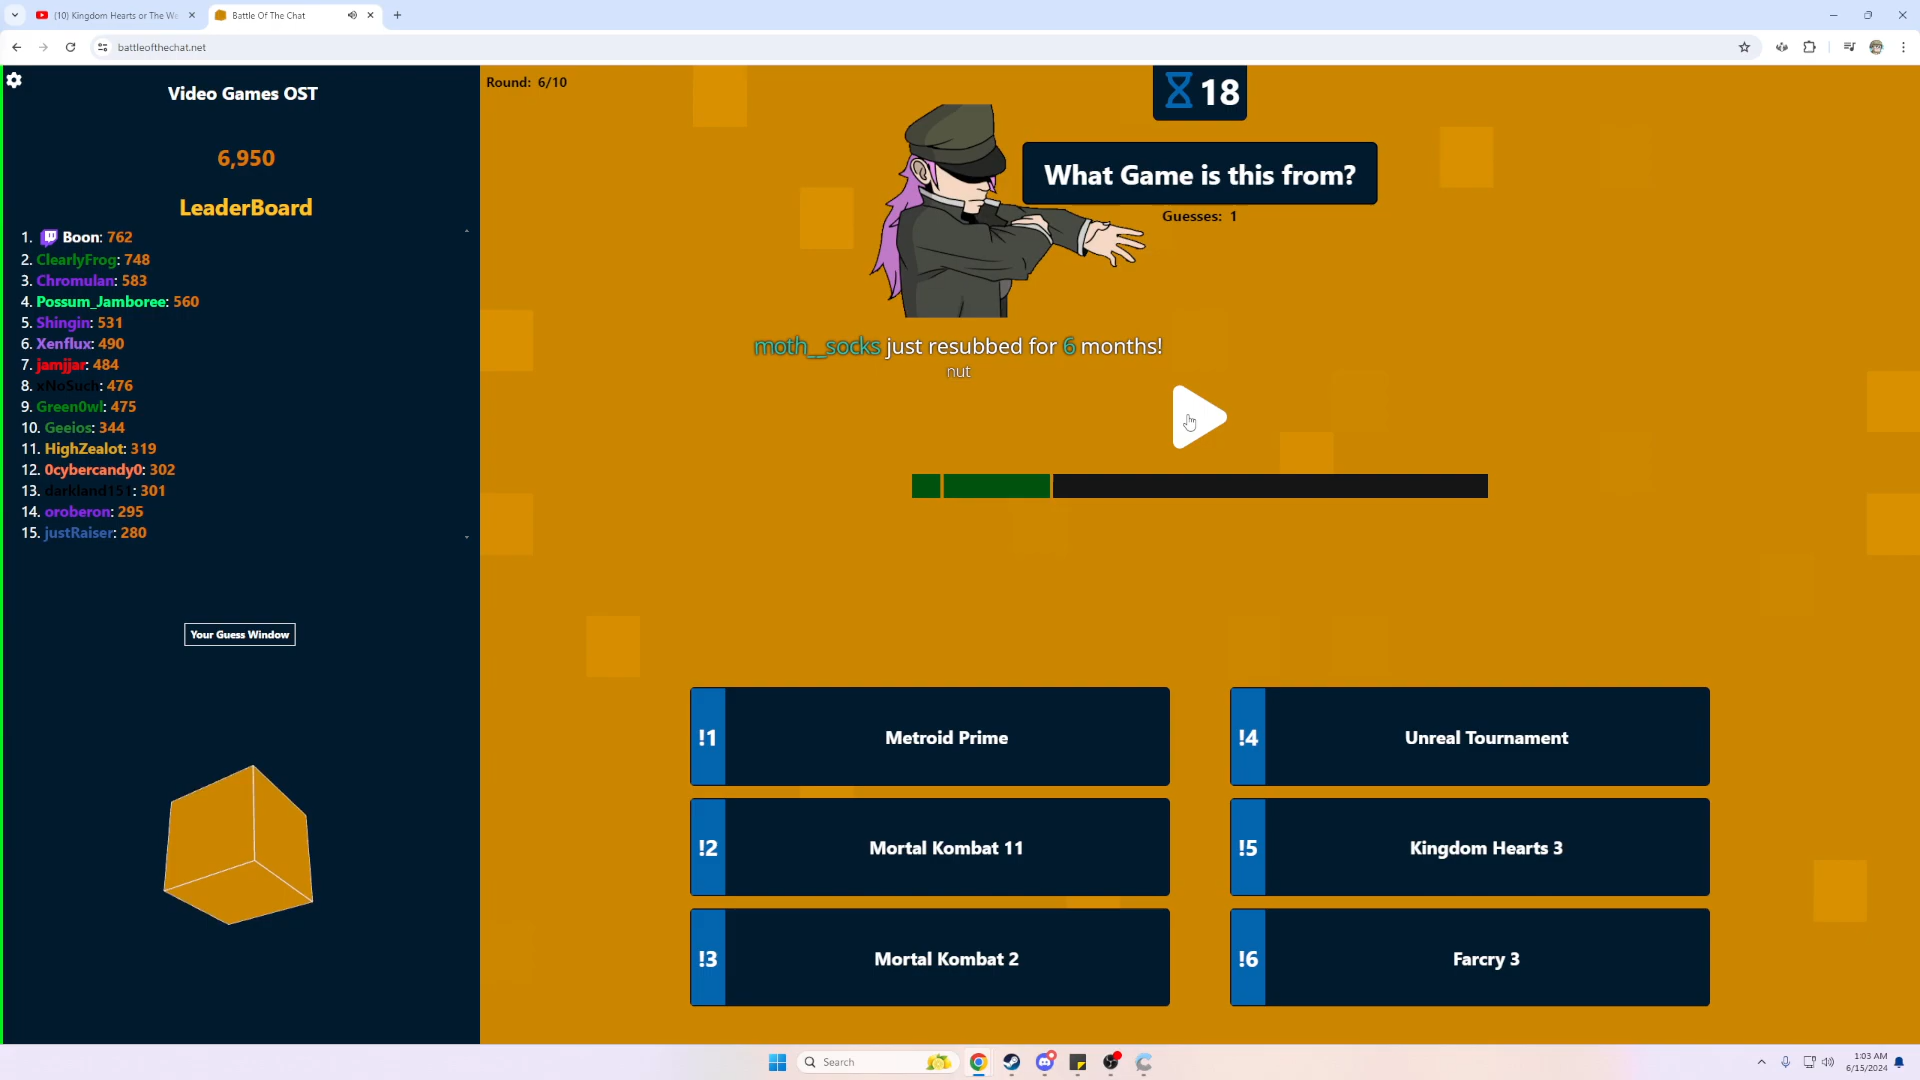 (10) Kingdom Hearts or The We
Battle Of The Chat
battleofthechat.net
Video Games OST
6,950
LeaderBoard
1. Boon: 762
2. ClearlyFrog: 748
3. Chromulan: 583
4. Possum_Jamboree: 560
5. Shingin: 531
6. Xenflux: 490
7. jamjjar: 484
8. xNoSuch: 476
9. Green0wl: 475
10. Geeios: 344
11. HighZealot: 319
12. 0cybercandy0: 302
13. darkland151: 301
14. oroberon: 295
15. justRaiser: 280
Your Guess Window
Round: 6/10
18
What Game is this from?
Guesses: 1
moth__socks just resubbed for 6 months!
nut
!1 Metroid Prime
!4 Unreal Tournament
!2 Mortal Kombat 11
!5 Kingdom Hearts 3
!3 Mortal Kombat 2
!6 Farcry 3
Search
1:03 AM
6/15/2024